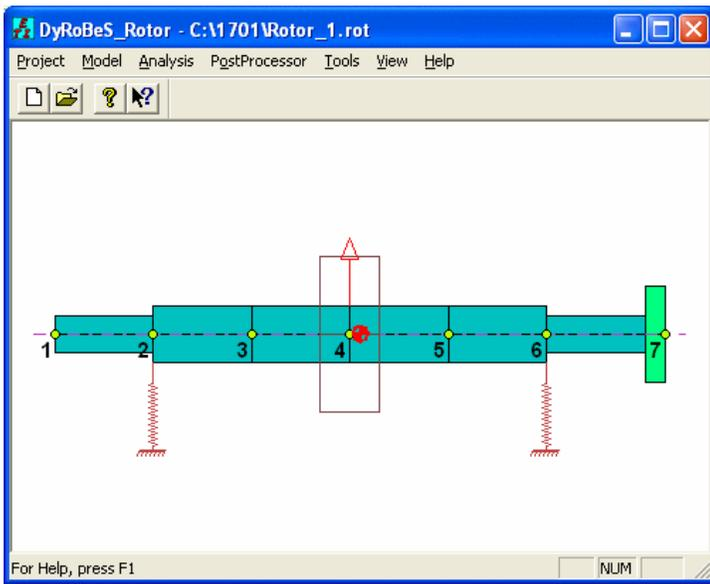 DyRoBeS_Rotor - C:\1701\Rotor_1.rot
Project Model Analysis PostProcessor Tools View Help
1 2 3 4 5 6 7
For Help, press F1 NUM